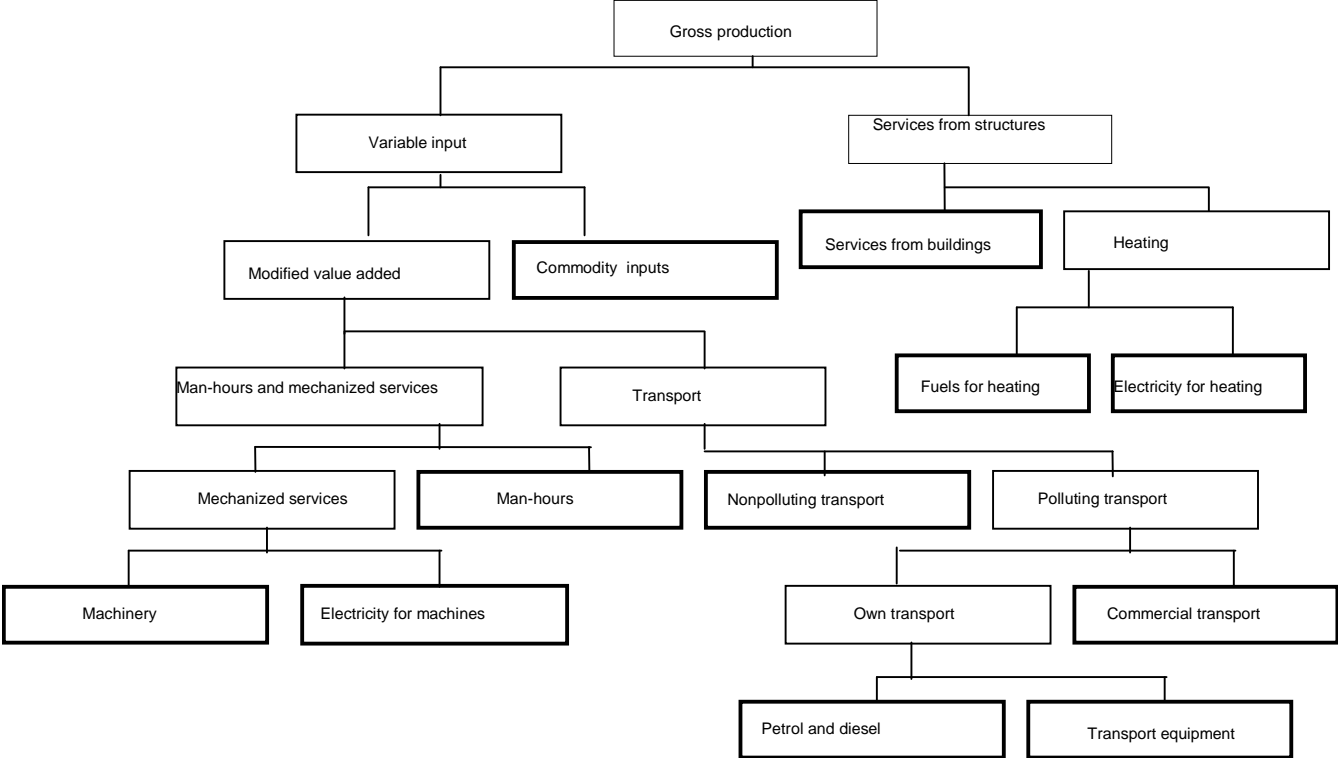 Gross production
Variable input
Services from structures
Modified value added
Commodity inputs
Services from buildings
Heating
Man-hours and mechanized services
Transport
Fuels for heating
Electricity for heating
Mechanized services
Man-hours
Nonpolluting transport
Polluting transport
Machinery
Electricity for machines
Own transport
Commercial transport
Petrol and diesel
Transport equipment